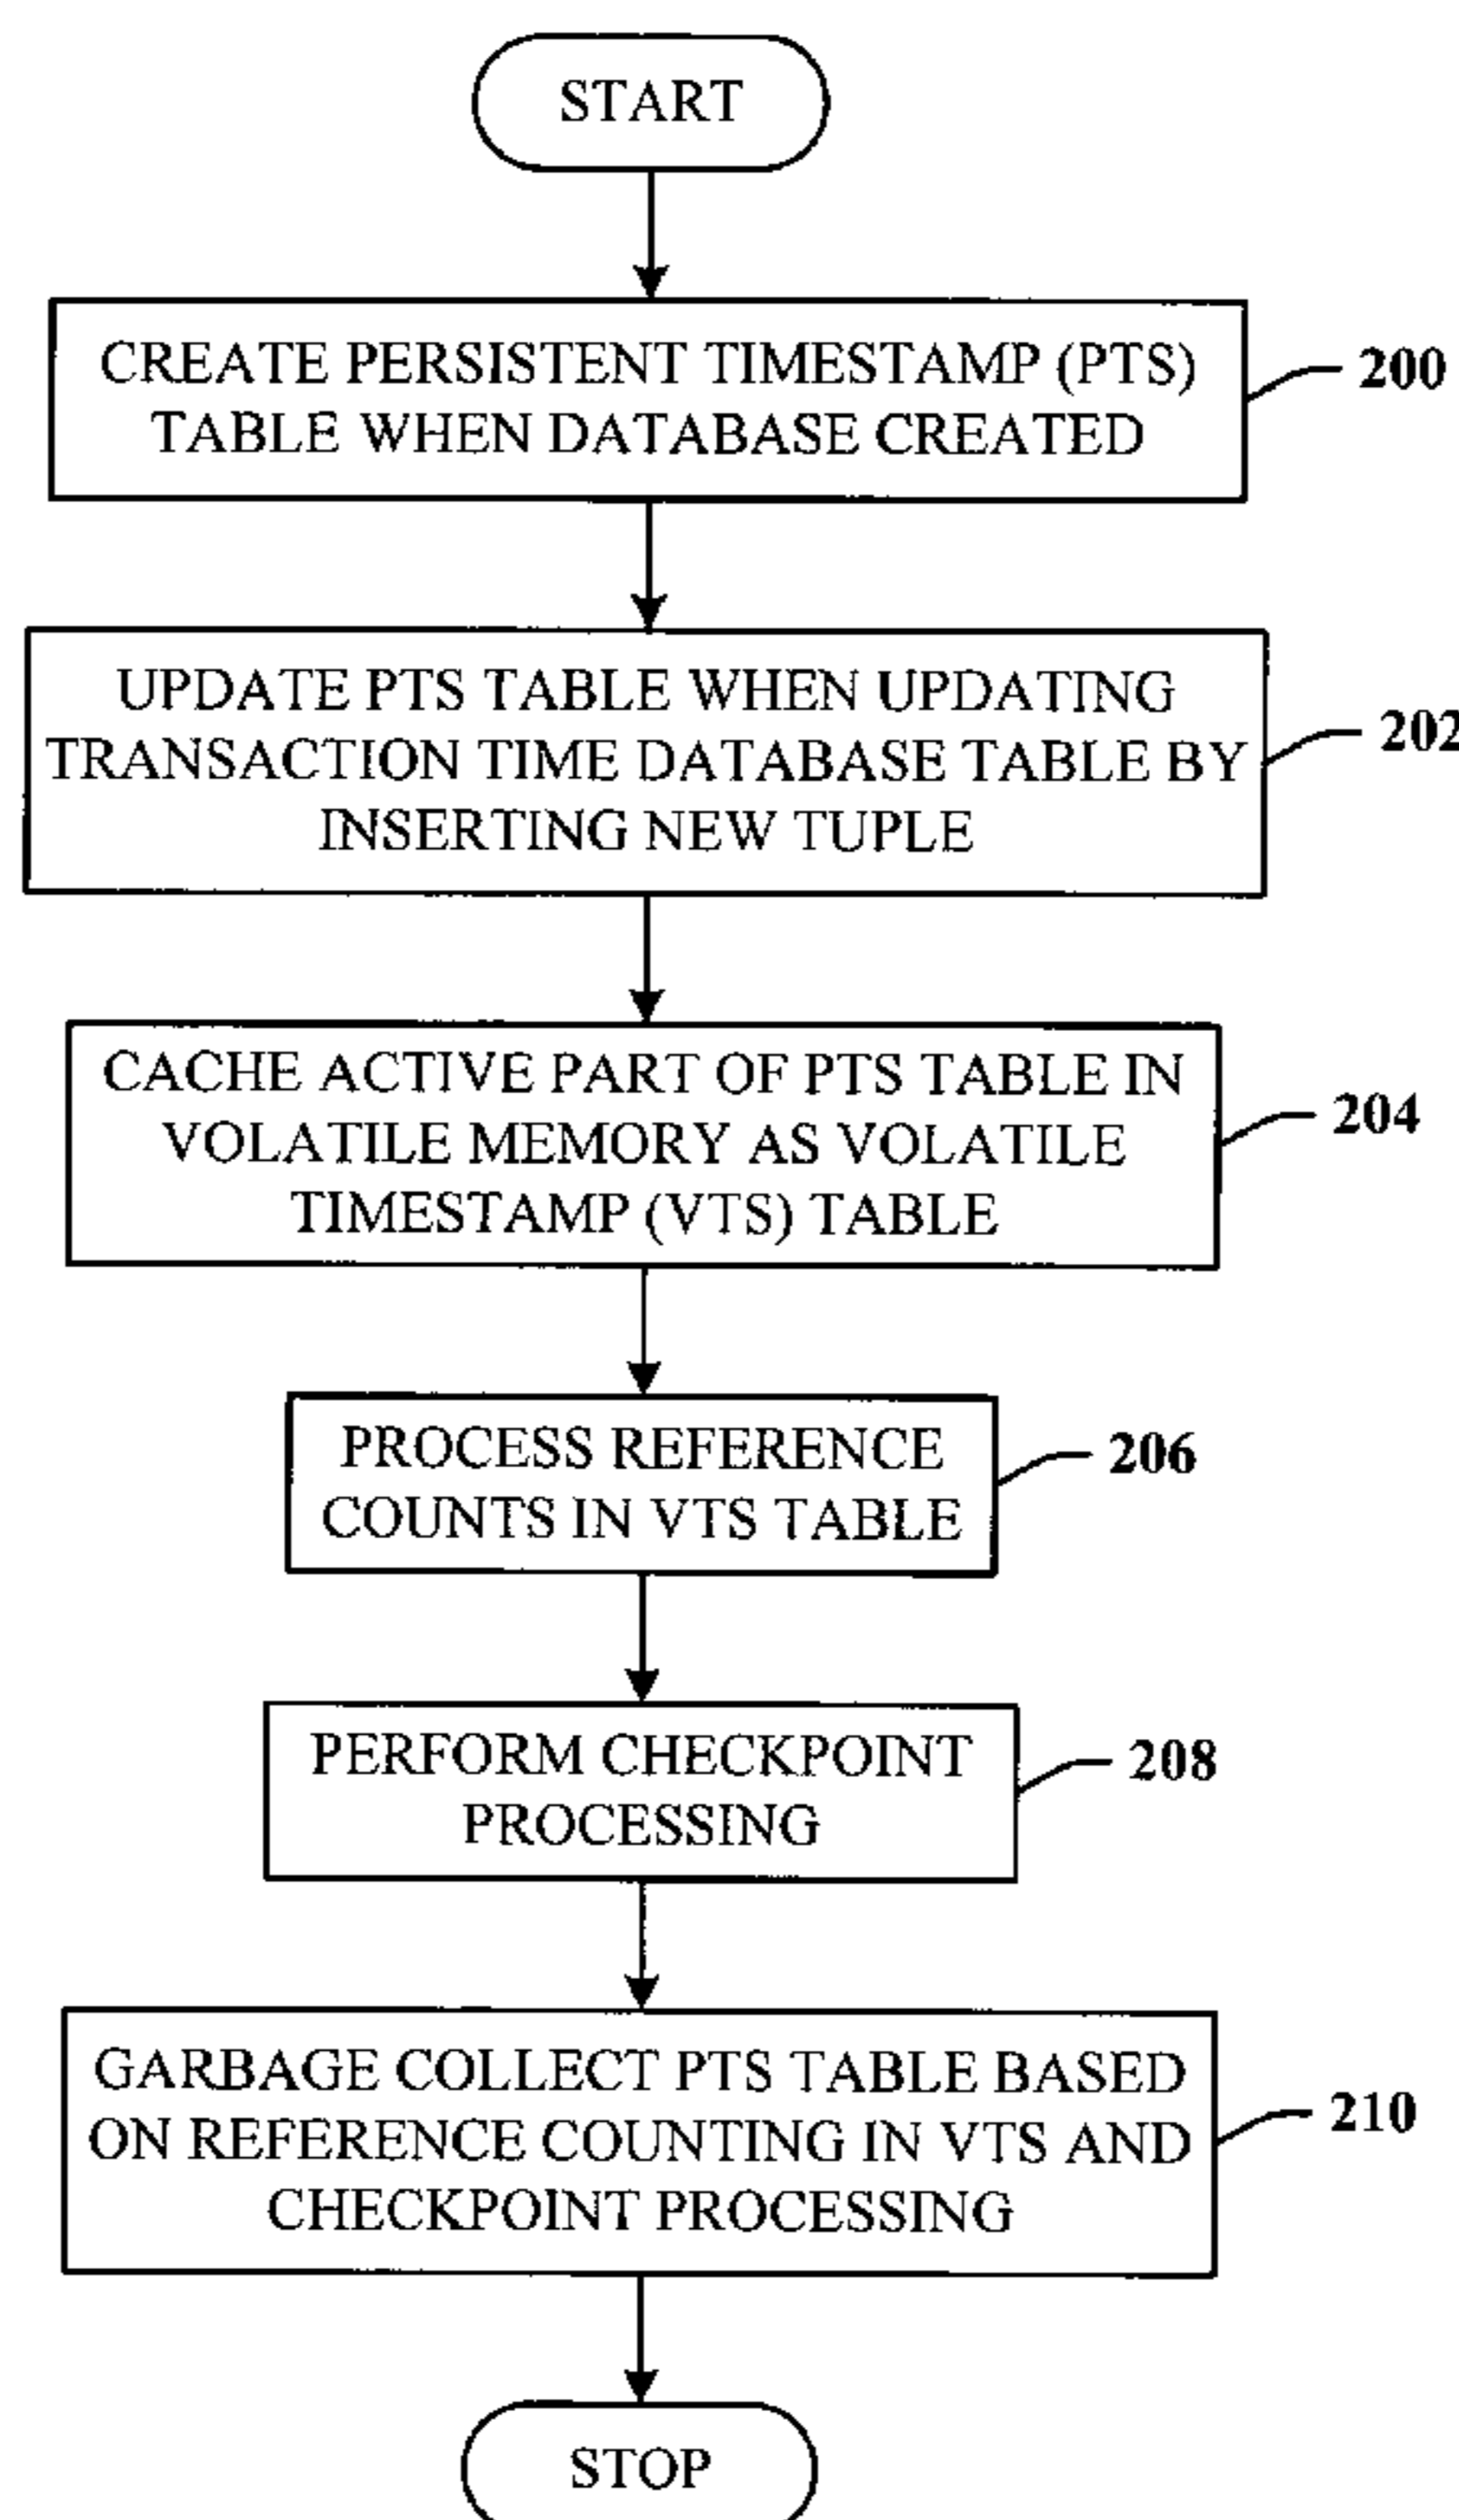 START
CREATE PERSISTENT TIMESTAMP (PTS)
TABLE WHEN DATABASE CREATED
200
UPDATE PTS TABLE WHEN UPDATING
TRANSACTION TIME DATABASE TABLE BY
INSERTING NEW TUPLE
202
CACHE ACTIVE PART OF PTS TABLE IN
VOLATILE MEMORY AS VOLATILE
TIMESTAMP (VTS) TABLE
204
PROCESS REFERENCE
COUNTS IN VTS TABLE
206
PERFORM CHECKPOINT
PROCESSING
208
GARBAGE COLLECT PTS TABLE BASED
ON REFERENCE COUNTING IN VTS AND
CHECKPOINT PROCESSING
210
STOP